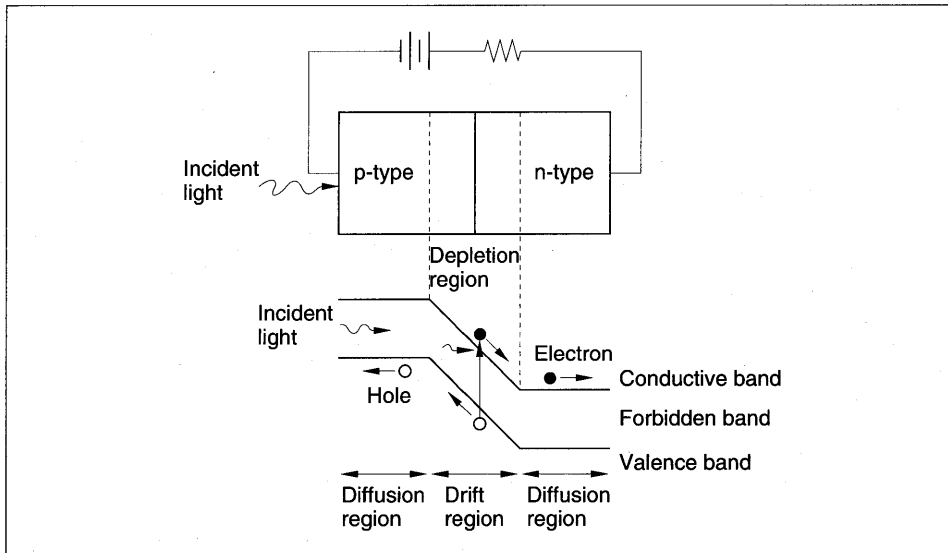 Incident
light
p-type
n-type
Depletion
region
Incident
light
Electron
Conductive band
Hole
Forbidden band
Valence band
Diffusion
region
Drift
region
Diffusion
region